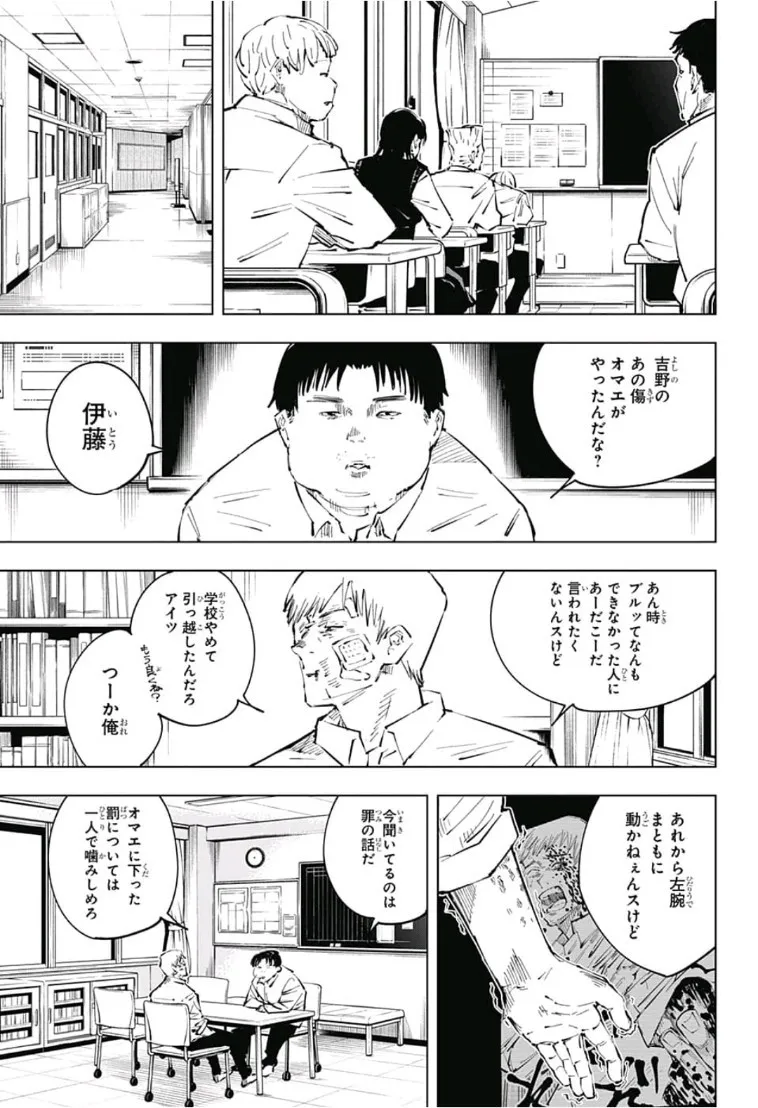 伊藤
吉野の
あの傷
オマエが
やったんだな?
あん時
ブルッてなんも
できなかった人に
あーだこーだ
言われたく
ないんスけど
学校やめて
引っ越したんだろ
アイツ
もう良くね?
つーか俺
あれから左腕
まともに
動かねぇんスけど
今聞いてるのは
罪の話だ
オマエに下った
罰については
一人で噛みしめろ